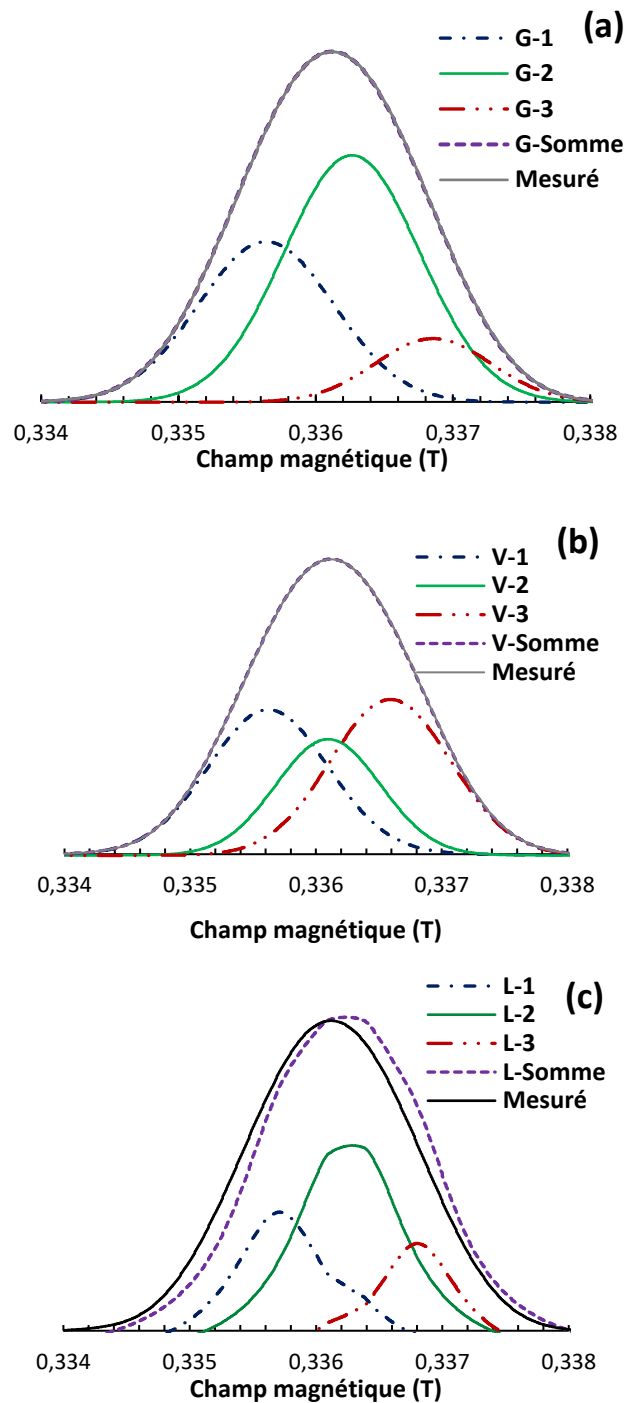 (a)
G-1
G-2
G-3
G-Somme
Mesuré
0,334 0,335 0,336 0,337 0,338
Champ magnétique (T)
(b)
V-1
V-2
V-3
V-Somme
Mesuré
0,334 0,335 0,336 0,337 0,338
Champ magnétique (T)
(c)
L-1
L-2
L-3
L-Somme
Mesuré
0,334 0,335 0,336 0,337 0,338
Champ magnétique (T)